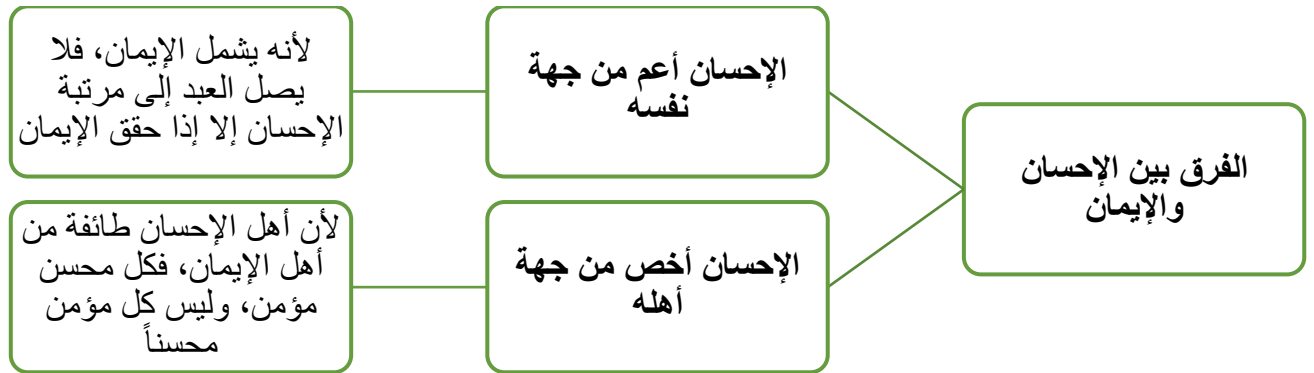 الفرق بين الإحسان
والإيمان
الإحسان أعم من جهة
نفسه
لأنه يشمل الإيمان، فلا
يصل العبد إلى مرتبة
الإحسان إلا إذا حقق الإيمان
الإحسان أخص من جهة
أهله
لأن أهل الإحسان طائفة من
أهل الإيمان، فكل محسن
مؤمن، وليس كل مؤمن
محسناً